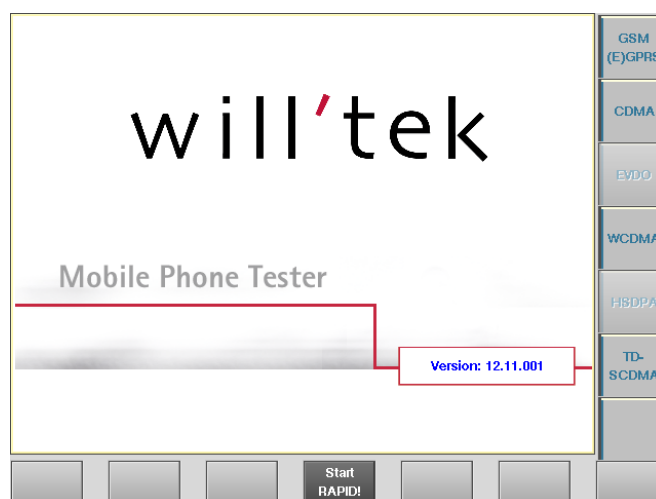 will'tek
Mobile Phone Tester
Version: 12.11.001
GSM
(E)GPRS
CDMA
EVDO
WCDMA
HSDPA
TD-
SCDMA
Start
RAPID!